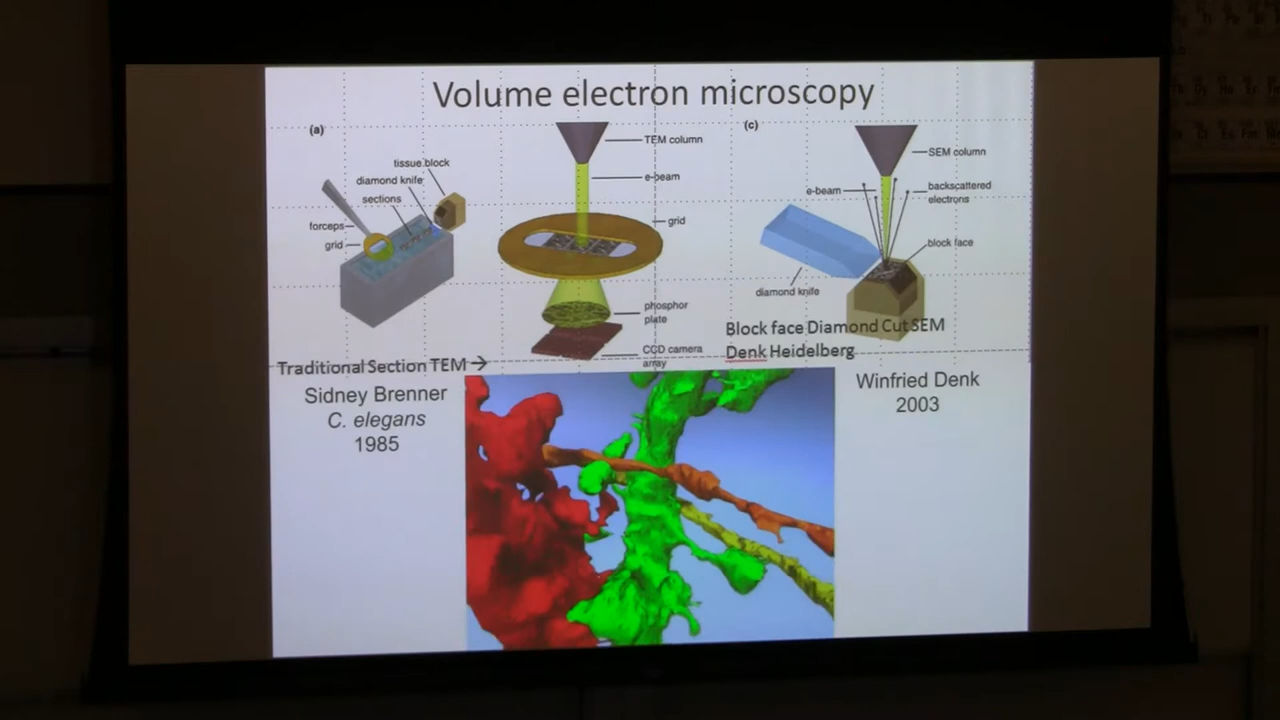 Volume electron microscopy
(a)
tissue block
diamond knife
sections
forceps
grid
TEM column
e-beam
grid
phosphor
plate
CCD camera
array
(c)
SEM column
e-beam
backscattered
electrons
block face
diamond knife
Block face Diamond Cut SEM
Denk Heidelberg
Traditional Section TEM →
Sidney Brenner
C. elegans
1985
Winfried Denk
2003